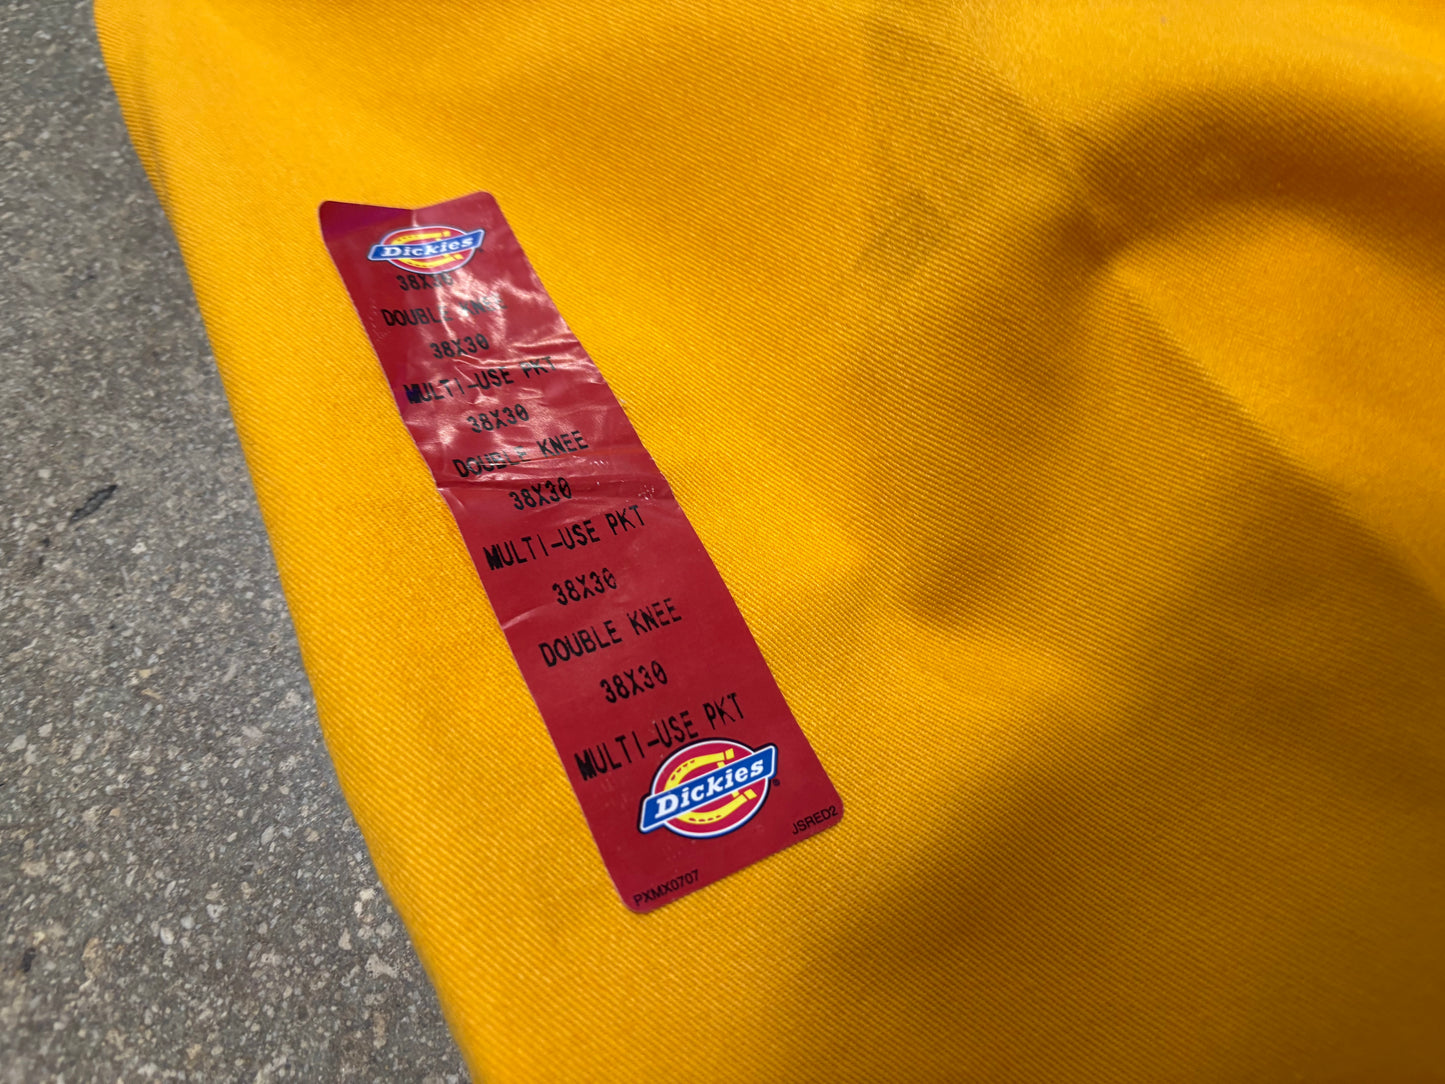 Dickies
38X30
DOUBLE KNEE
38X30
MULTI-USE PKT
38X30
DOUBLE KNEE
38X30
MULTI-USE PKT
38X30
DOUBLE KNEE
38X30
MULTI-USE PKT
Dickies®
JSRED2
PXMX0707